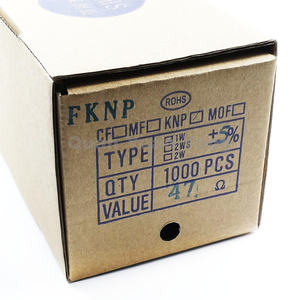 ROHS
FKNP
CF□ MF□ KNP□ MOF□
TYPE □1W □2WS □2W ±5%
QTY 1000 PCS
VALUE 47 Ω